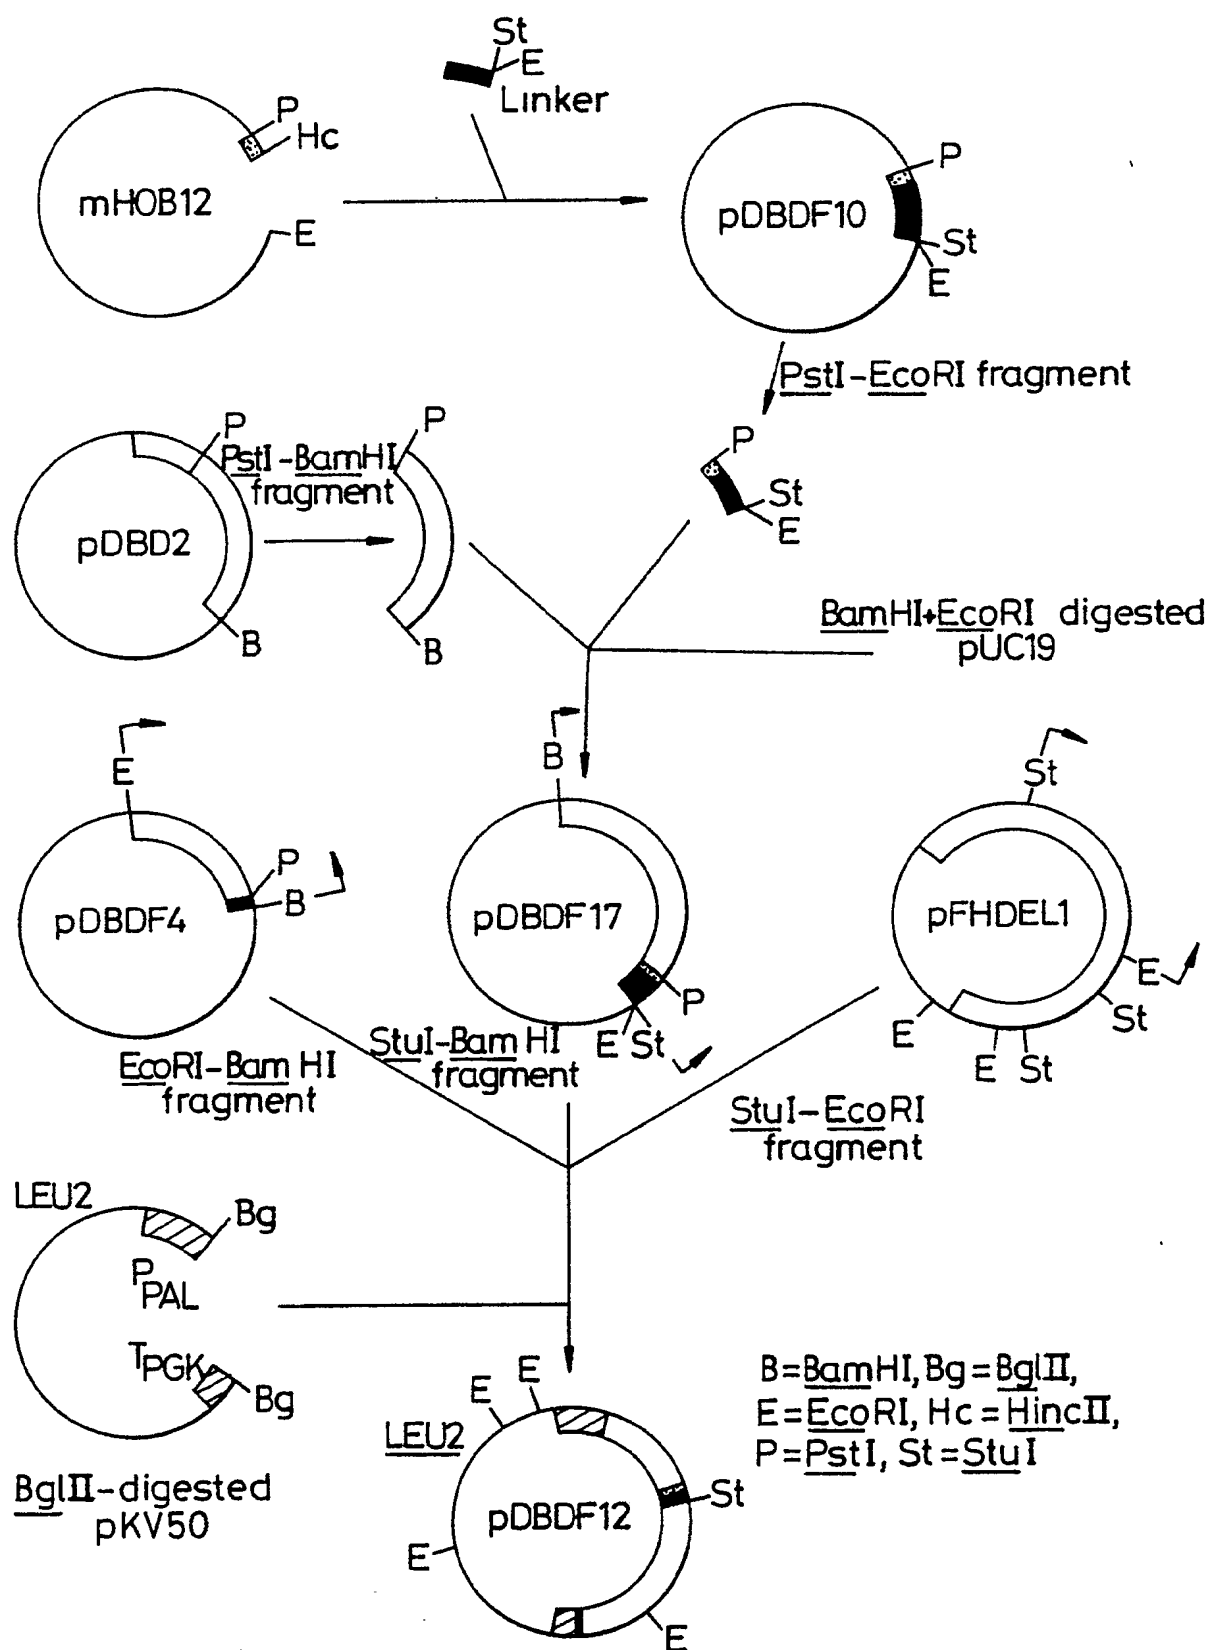 St
E
Linker
P
Hc
mHOB12
E
P
pDBDF10
St
E
PstI-EcoRI fragment
P
St
E
P
PstI-BamHI
fragment
P
pDBD2
B
B
BamHI+EcoRI digested
pUC19
E
P
B
pDBDF4
B
pDBDF17
P
E St
St
pFHDEL1
E
St
E
E St
EcoRI-BamHI
fragment
StuI-BamHI
fragment
StuI-EcoRI
fragment
LEU2
Bg
PPAL
TPGK
Bg
BglII-digested
pKV50
E
E
LEU2
St
pDBDF12
E
E
B=BamHI, Bg=BglII,
E=EcoRI, Hc=HincII,
P=PstI, St=StuI